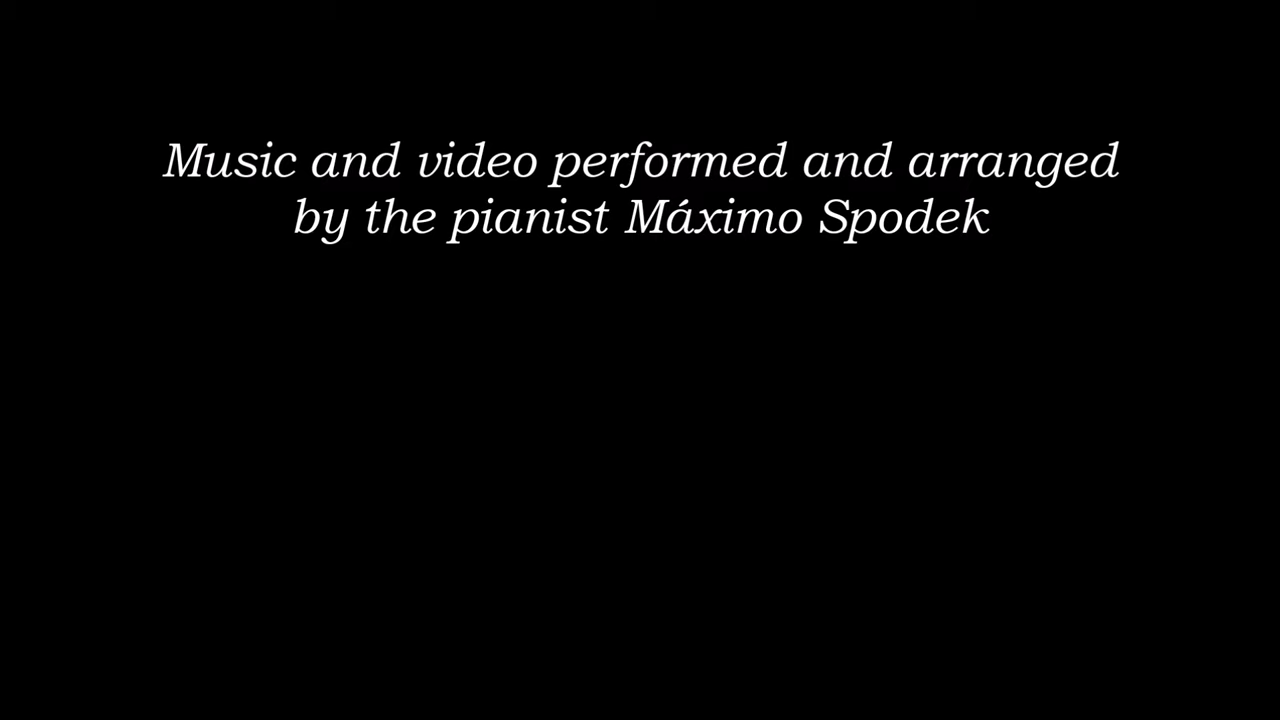 Music and video performed and arranged
by the pianist Máximo Spodek